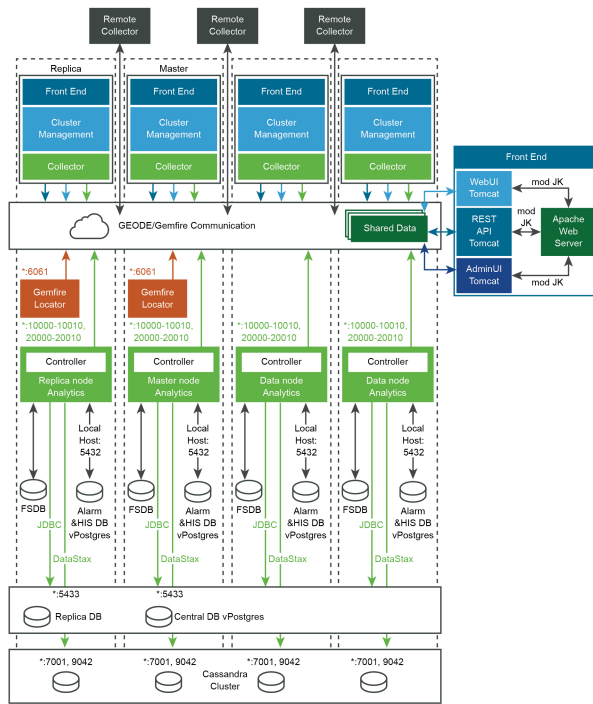 Remote
Collector
Remote
Collector
Remote
Collector
Replica
Master
Front End
Cluster
Management
Collector
Front End
Cluster
Management
Collector
Front End
Cluster
Management
Collector
Front End
Cluster
Management
Collector
GEODE/Gemfire Communication
Shared Data
Front End
WebUI
Tomcat
REST
API
Tomcat
AdminUI
Tomcat
mod JK
mod
JK
mod JK
Apache
Web
Server
*:6061
Gemfire
Locator
*:6061
Gemfire
Locator
*:10000-10010,
20000-20010
*:10000-10010,
20000-20010
*:10000-10010,
20000-20010
*:10000-10010,
20000-20010
Controller
Replica node
Analytics
Controller
Master node
Analytics
Controller
Data node
Analytics
Controller
Data node
Analytics
Local
Host:
5432
Local
Host:
5432
FSDB
Alarm
&HIS DB
vPostgres
FSDB
Alarm
&HIS DB
vPostgres
FSDB
Alarm
&HIS DB
vPostgres
FSDB
Alarm
&HIS DB
vPostgres
JDBC
DataStax
JDBC
DataStax
JDBC
DataStax
JDBC
DataStax
*:5433
Replica DB
*:5433
Central DB vPostgres
*:7001, 9042
*:7001, 9042
*:7001, 9042
*:7001, 9042
Cassandra
Cluster